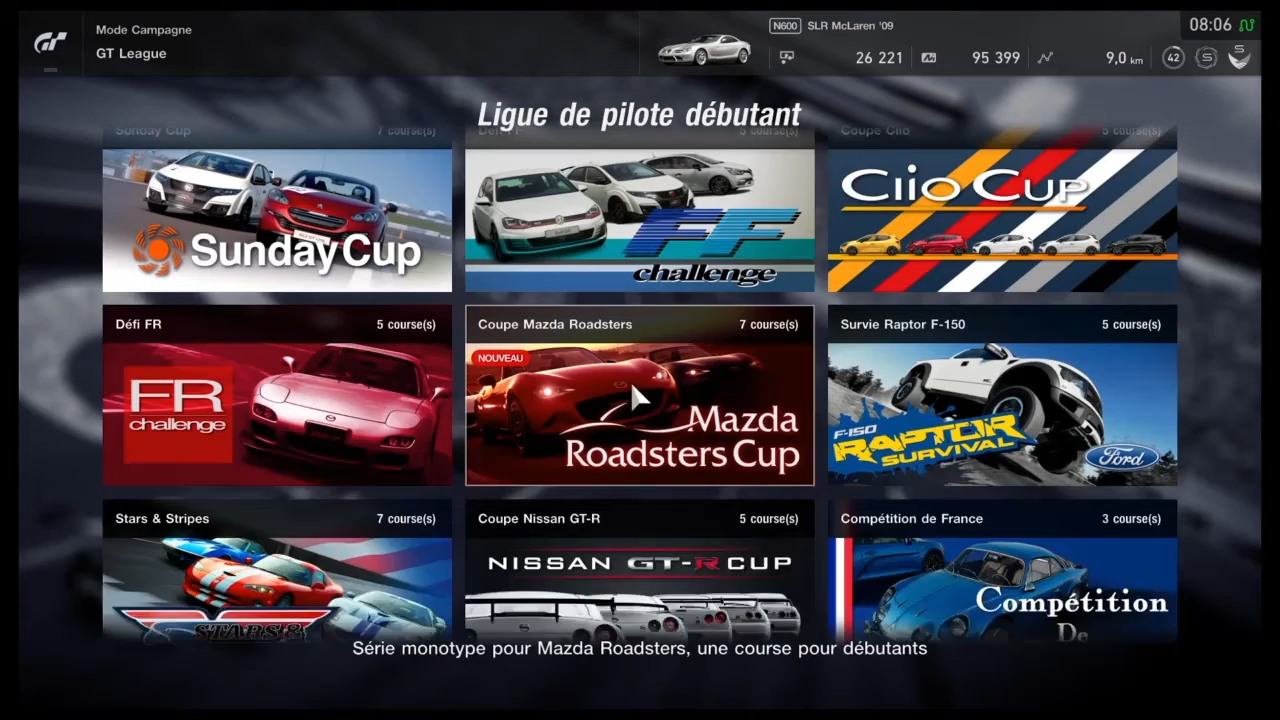 Mode Campagne
GT League
N600 SLR McLaren '09
26 221 95 399 9,0 km 42 S S
08:06
Ligue de pilote débutant
Sunday Cup 7 course(s)
Défi FF 5 course(s)
Coupe Clio 5 course(s)
Sunday Cup
FF
challenge
Clio Cup
Défi FR 5 course(s)
FR
challenge
Coupe Mazda Roadsters 7 course(s)
NOUVEAU
Mazda
Roadsters Cup
Survie Raptor F-150 5 course(s)
F-150
RAPTOR
SURVIVAL
Ford
Stars & Stripes 7 course(s)
STARS &
Coupe Nissan GT-R 5 course(s)
NISSAN GT-R CUP
Compétition de France 3 course(s)
Compétition
De
Série monotype pour Mazda Roadsters, une course pour débutants